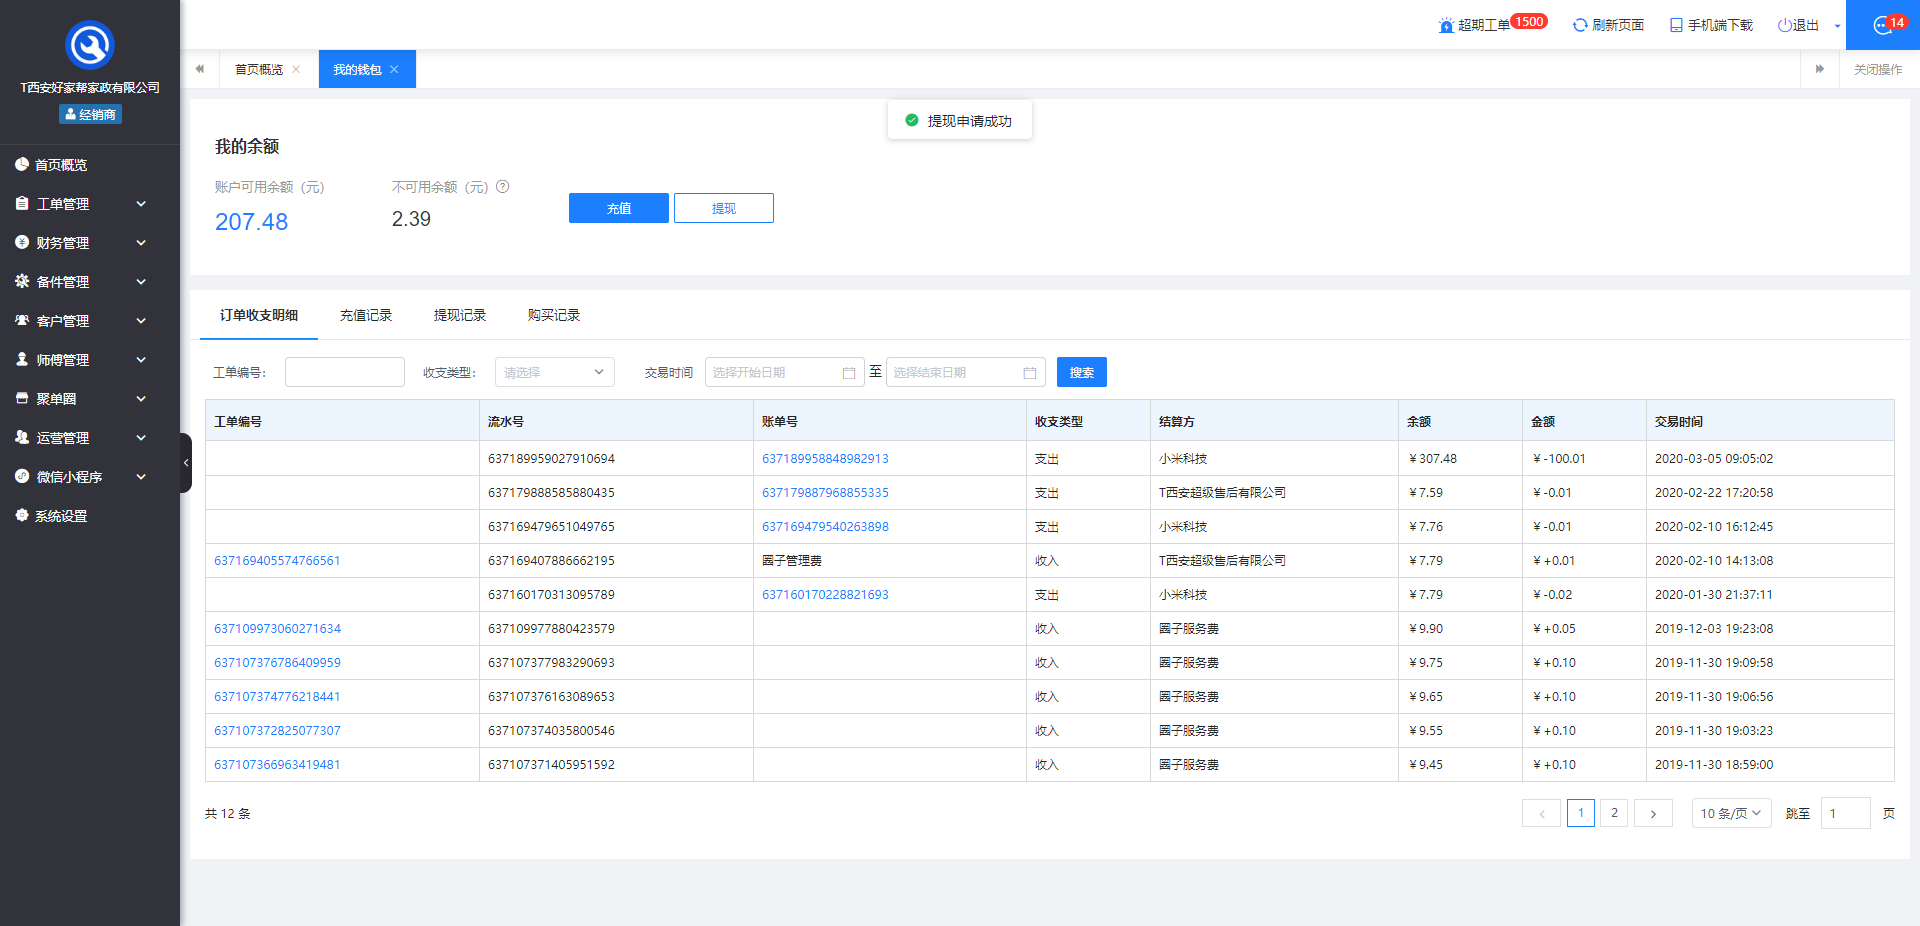 T西安好家帮家政有限公司
经销商
首页概览
工单管理
财务管理
备件管理
客户管理
师傅管理
聚单圈
运营管理
微信小程序
系统设置
超期工单 1500 刷新页面 手机端下载 退出 14
首页概览 我的钱包 关闭操作
提现申请成功
我的余额
账户可用余额（元） 不可用余额（元）
207.48 2.39 充值 提现
订单收支明细 充值记录 提现记录 购买记录
工单编号： 收支类型： 请选择 交易时间 选择开始日期 至 选择结束日期 搜索
工单编号 流水号 账单号 收支类型 结算方 余额 金额 交易时间
637189959027910694 637189958848982913 支出 小米科技 ¥307.48 ¥-100.01 2020-03-05 09:05:02
637179888585880435 637179887968855335 支出 T西安超级售后有限公司 ¥7.59 ¥-0.01 2020-02-22 17:20:58
637169479651049765 637169479540263898 支出 小米科技 ¥7.76 ¥-0.01 2020-02-10 16:12:45
637169405574766561 637169407886662195 圈子管理费 收入 T西安超级售后有限公司 ¥7.79 ¥+0.01 2020-02-10 14:13:08
637160170313095789 637160170228821693 支出 小米科技 ¥7.79 ¥-0.02 2020-01-30 21:37:11
637109973060271634 637109977880423579 收入 圈子服务费 ¥9.90 ¥+0.05 2019-12-03 19:23:08
637107376786409959 637107377983290693 收入 圈子服务费 ¥9.75 ¥+0.10 2019-11-30 19:09:58
637107374776218441 637107376163089653 收入 圈子服务费 ¥9.65 ¥+0.10 2019-11-30 19:06:56
637107372825077307 637107374035800546 收入 圈子服务费 ¥9.55 ¥+0.10 2019-11-30 19:03:23
637107366963419481 637107371405951592 收入 圈子服务费 ¥9.45 ¥+0.10 2019-11-30 18:59:00
共 12 条 1 2 10 条/页 跳至 1 页